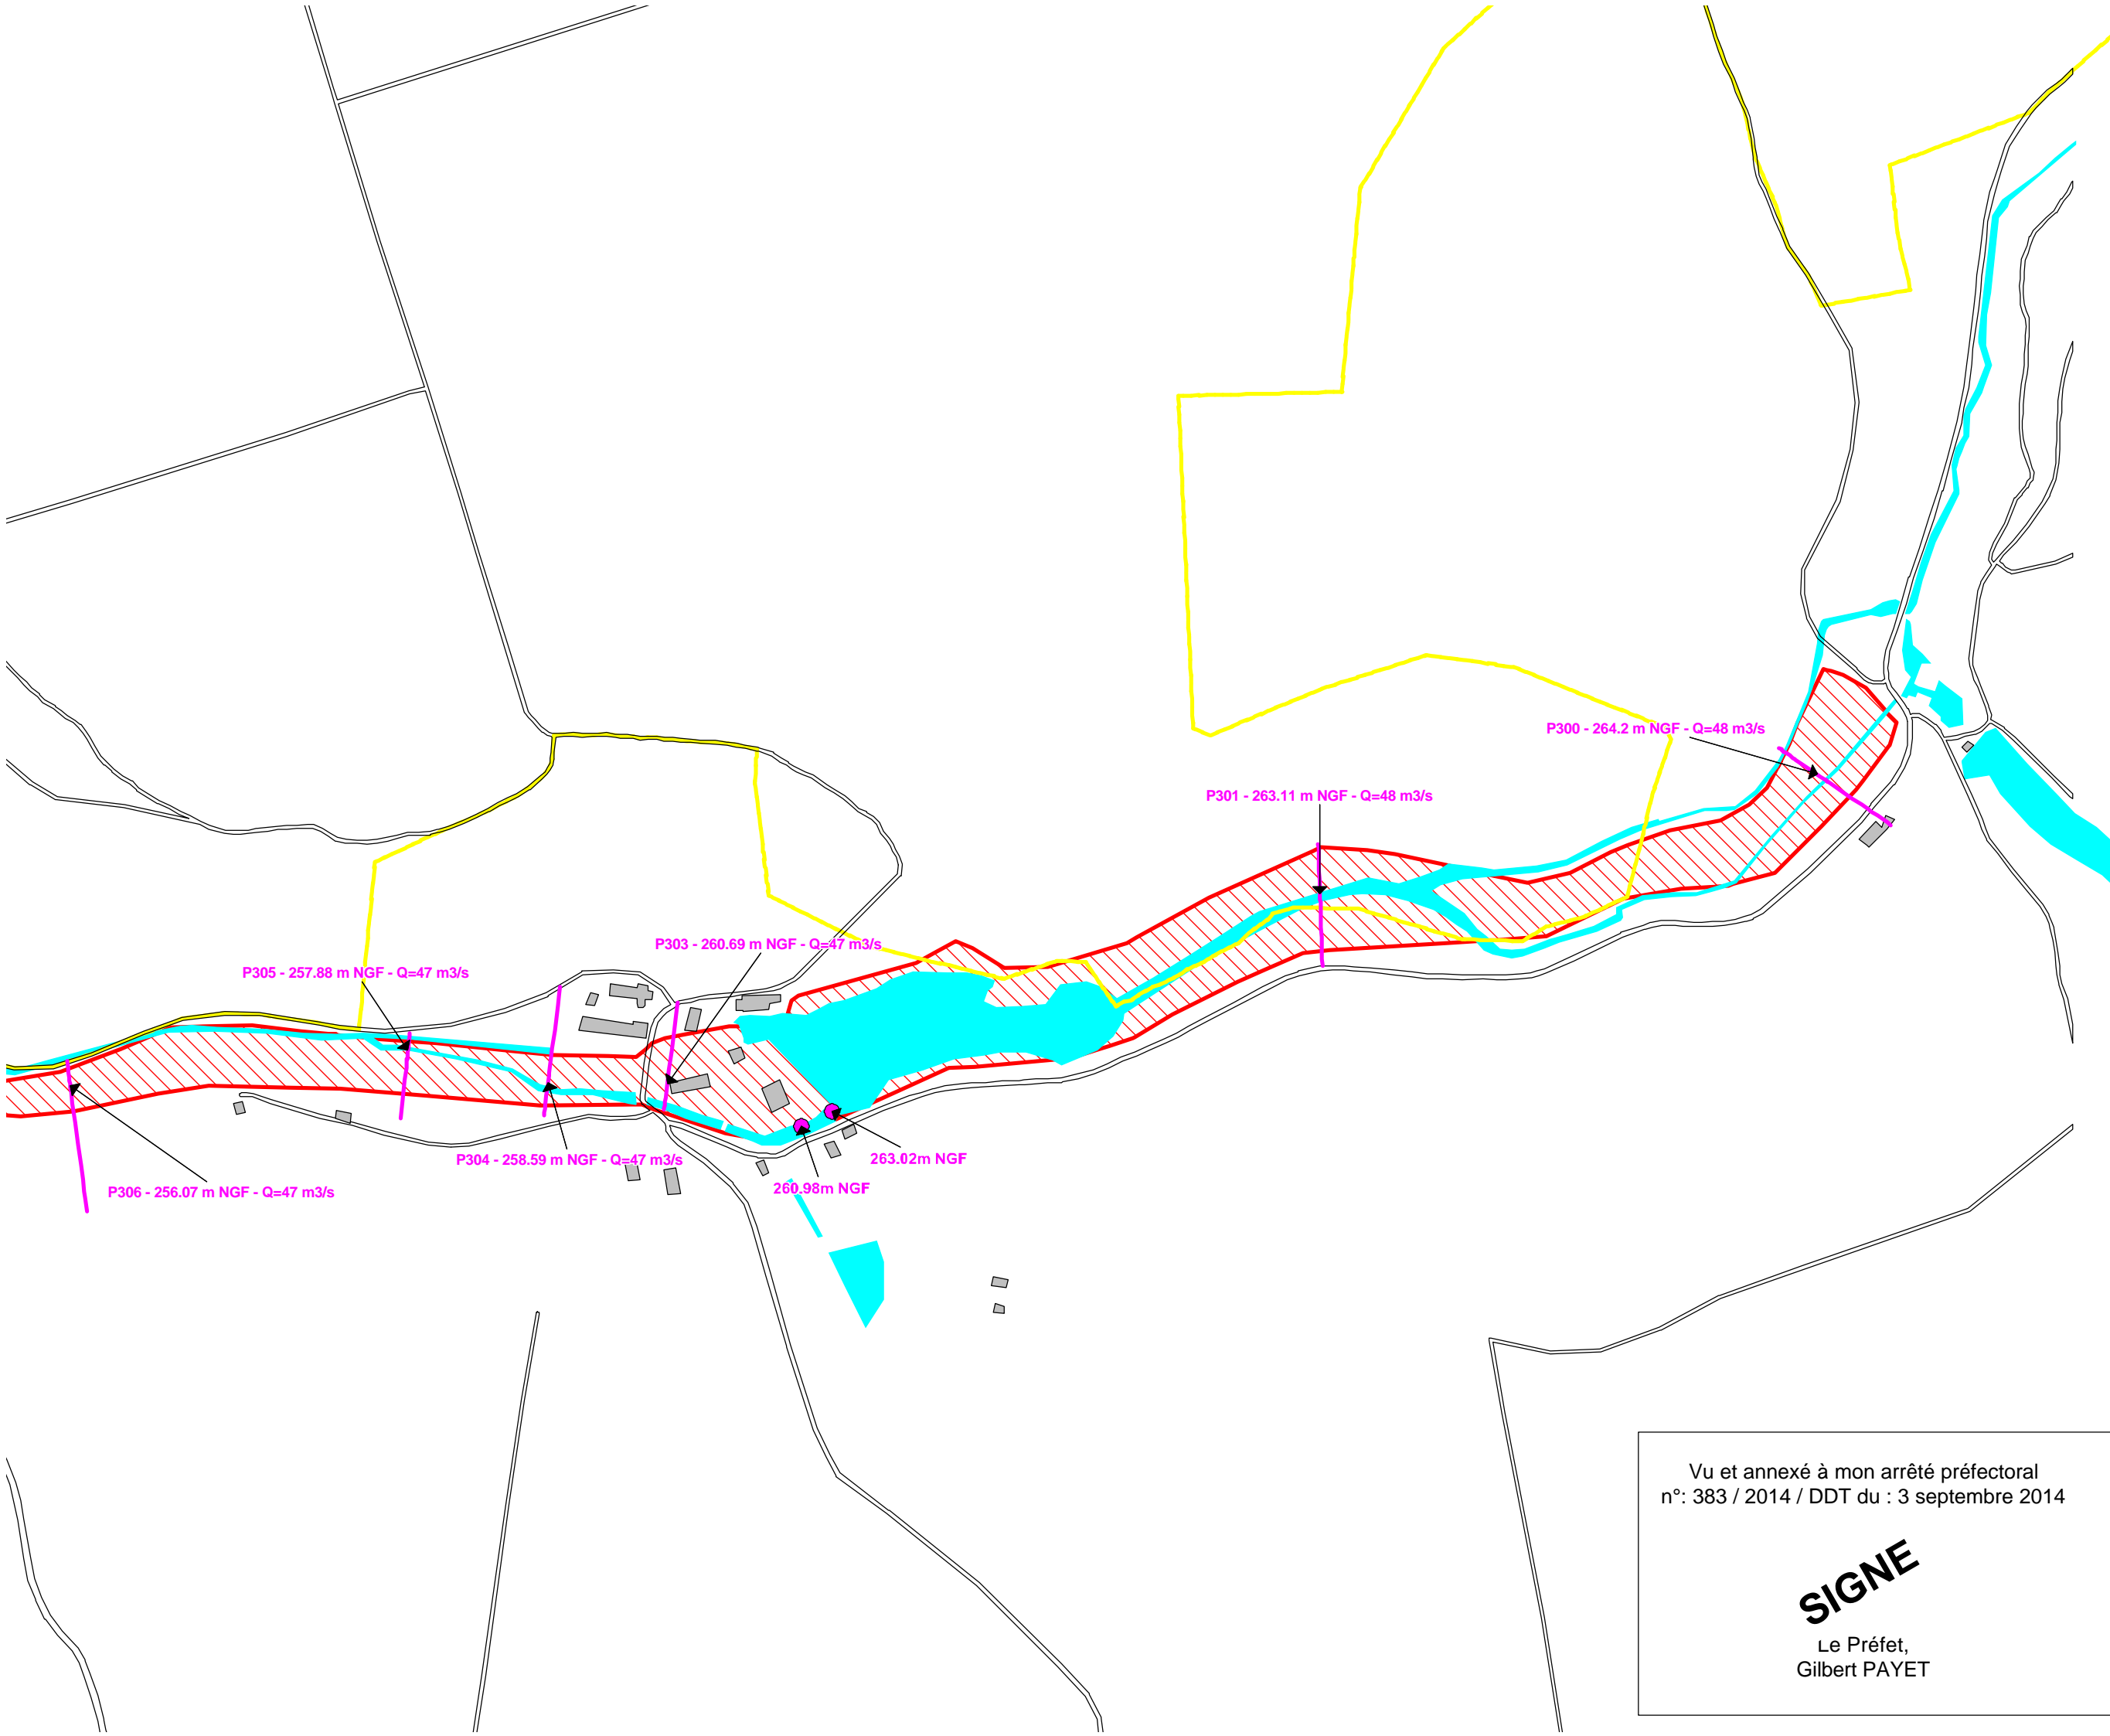 P300 - 264.2 m NGF - Q=48 m3/s
P301 - 263.11 m NGF - Q=48 m3/s
P303 - 260.69 m NGF - Q=47 m3/s
P305 - 257.88 m NGF - Q=47 m3/s
P304 - 258.59 m NGF - Q=47 m3/s
263.02m NGF
260.98m NGF
P306 - 256.07 m NGF - Q=47 m3/s
Vu et annexé à mon arrêté préfectoral
n°: 383 / 2014 / DDT du : 3 septembre 2014
SIGNE
Le Préfet,
Gilbert PAYET